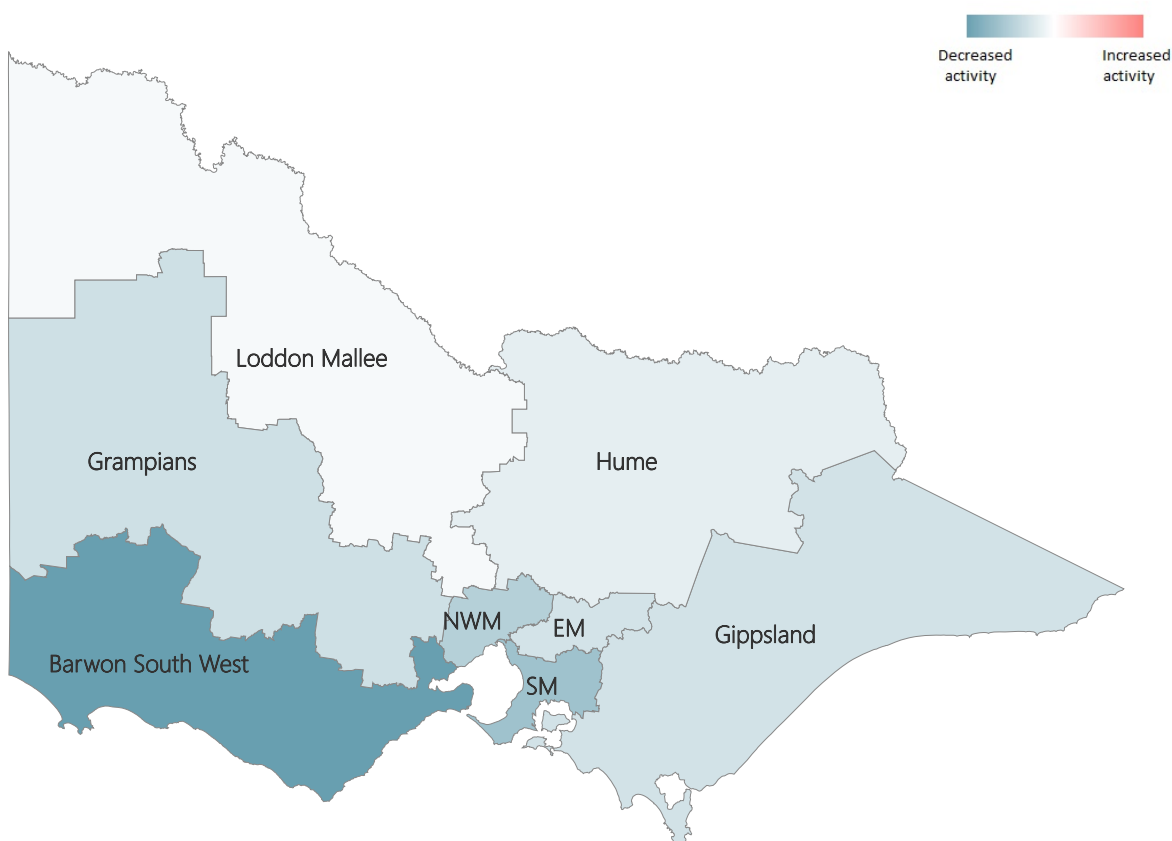 Decreased
activity
Increased
activity
Loddon Mallee
Grampians
Hume
NWM
EM
Gippsland
Barwon South West
SM